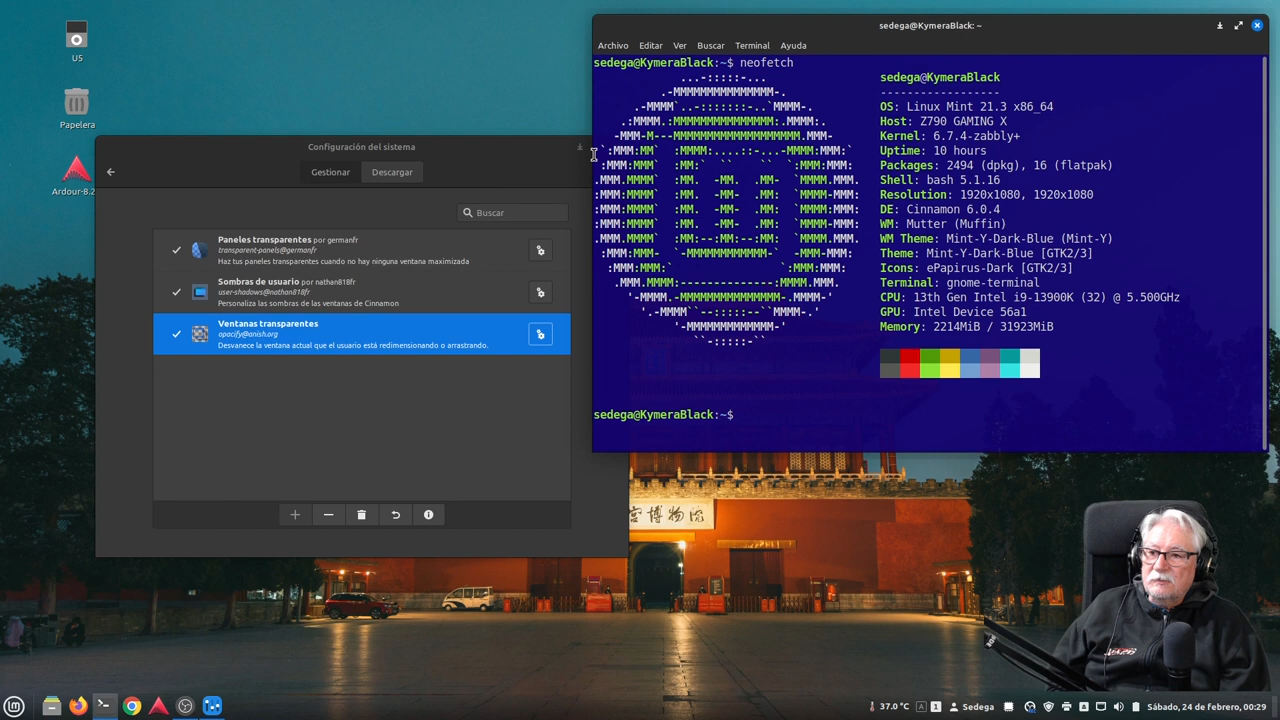 U5
Papelera
Ardour-8.2
Configuración del sistema
Gestionar
Descargar
Buscar
Paneles transparentes por germanfr
transparent-panels@germanfr
Haz tus paneles transparentes cuando no hay ninguna ventana maximizada
Sombras de usuario por nathan818fr
user-shadows@nathan818fr
Personaliza las sombras de las ventanas de Cinnamon
Ventanas transparentes
opacify@anish.org
Desvanece la ventana actual que el usuario está redimensionando o arrastrando.
sedega@KymeraBlack: ~
Archivo Editar Ver Buscar Terminal Ayuda
sedega@KymeraBlack:~$ neofetch
sedega@KymeraBlack
------------------
OS: Linux Mint 21.3 x86_64
Host: Z790 GAMING X
Kernel: 6.7.4-zabbly+
Uptime: 10 hours
Packages: 2494 (dpkg), 16 (flatpak)
Shell: bash 5.1.16
Resolution: 1920x1080, 1920x1080
DE: Cinnamon 6.0.4
WM: Mutter (Muffin)
WM Theme: Mint-Y-Dark-Blue (Mint-Y)
Theme: Mint-Y-Dark-Blue [GTK2/3]
Icons: ePapirus-Dark [GTK2/3]
Terminal: gnome-terminal
CPU: 13th Gen Intel i9-13900K (32) @ 5.500GHz
GPU: Intel Device 56a1
Memory: 2214MiB / 31923MiB
sedega@KymeraBlack:~$
宫博物院
37.0 °C
A
1
Sedega
A
Sábado, 24 de febrero, 00:29